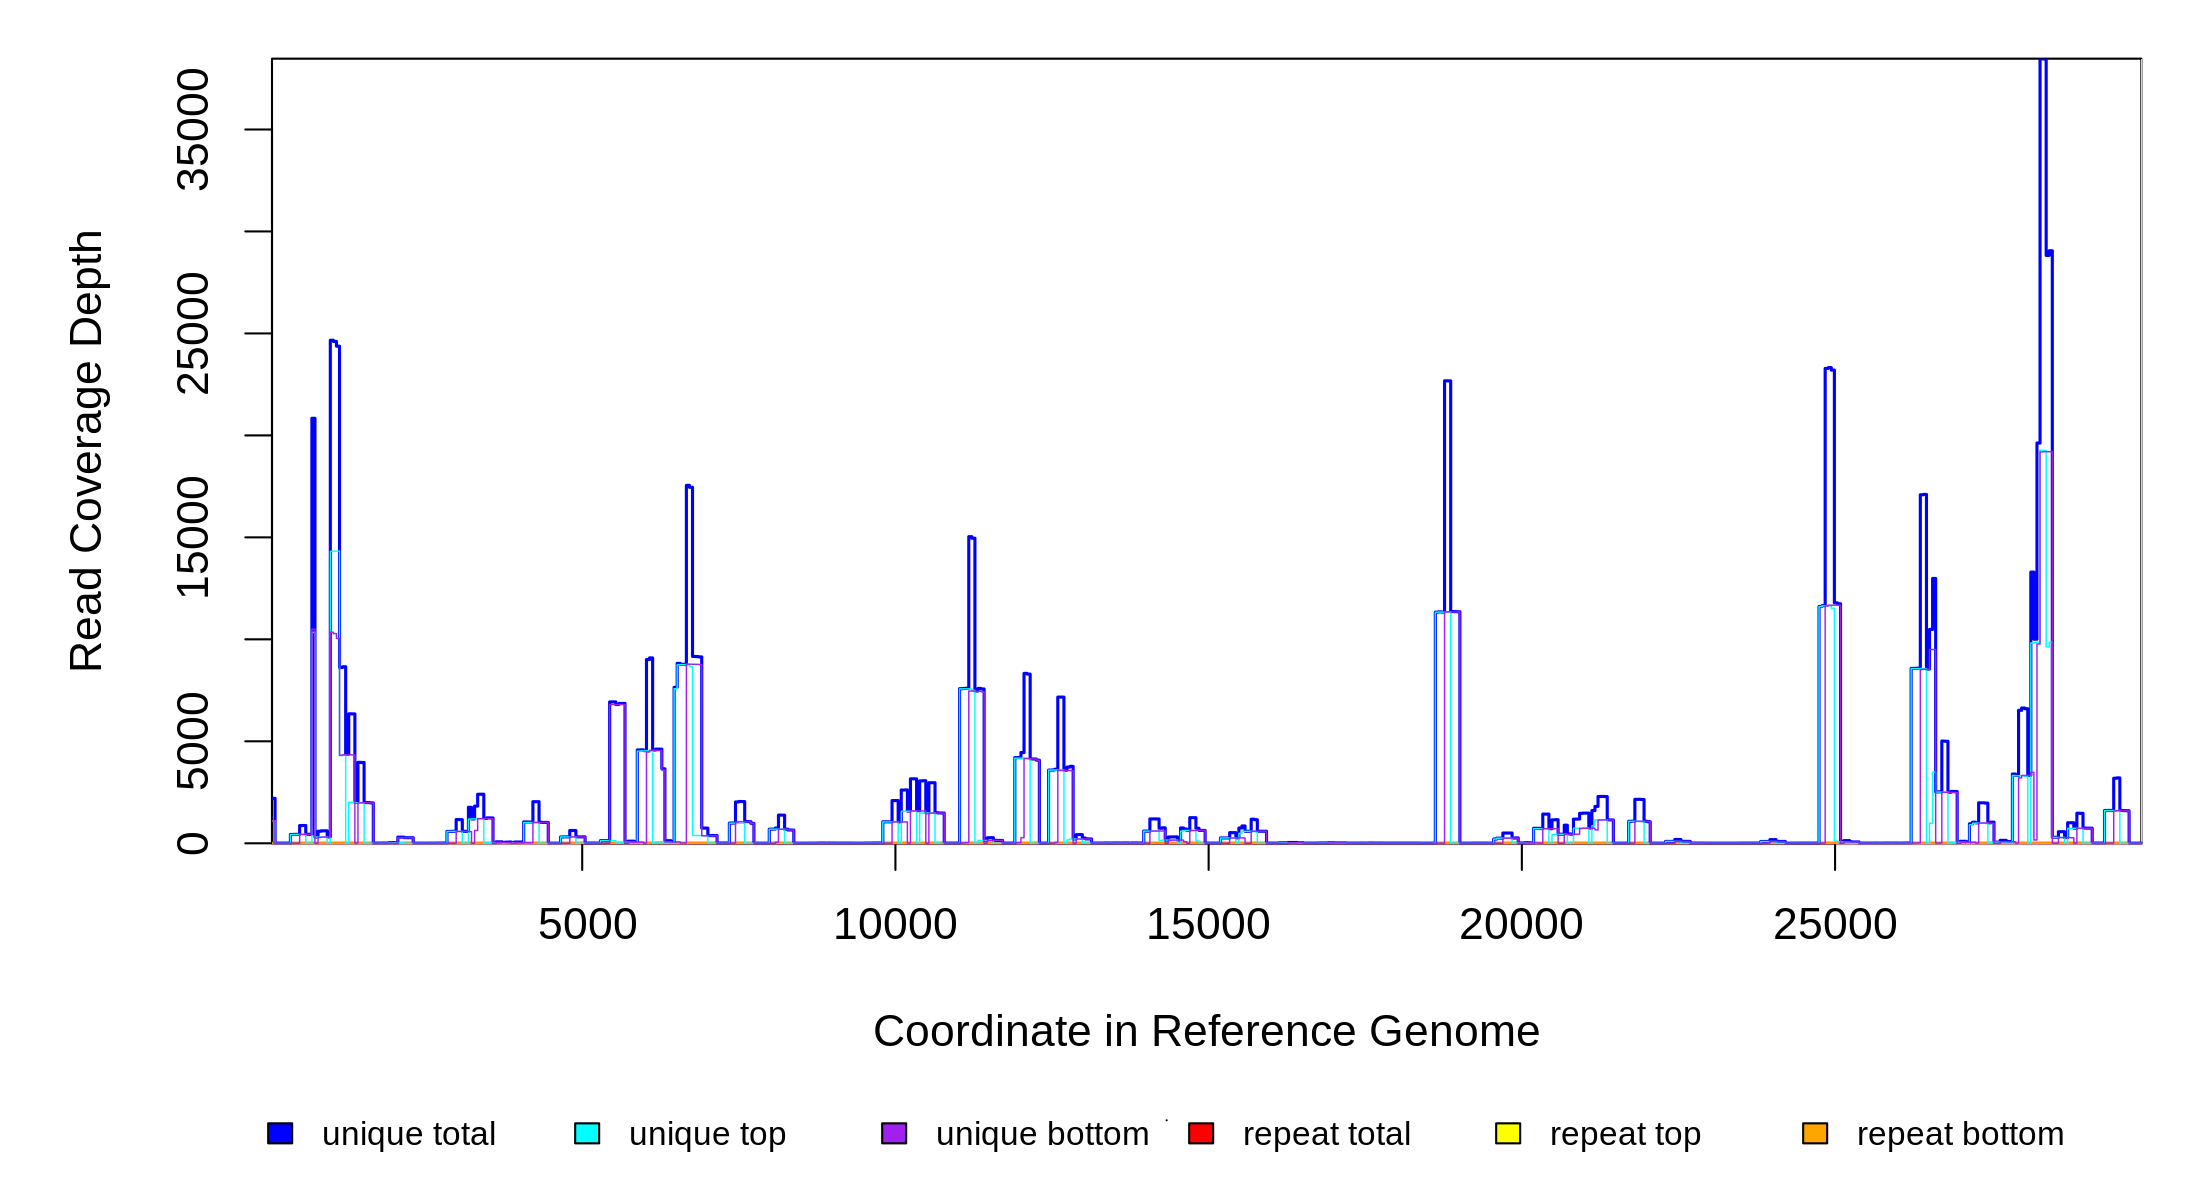 Read Coverage Depth
35000
25000
15000
5000
0
5000 10000 15000 20000 25000
Coordinate in Reference Genome
unique total unique top unique bottom repeat total repeat top repeat bottom